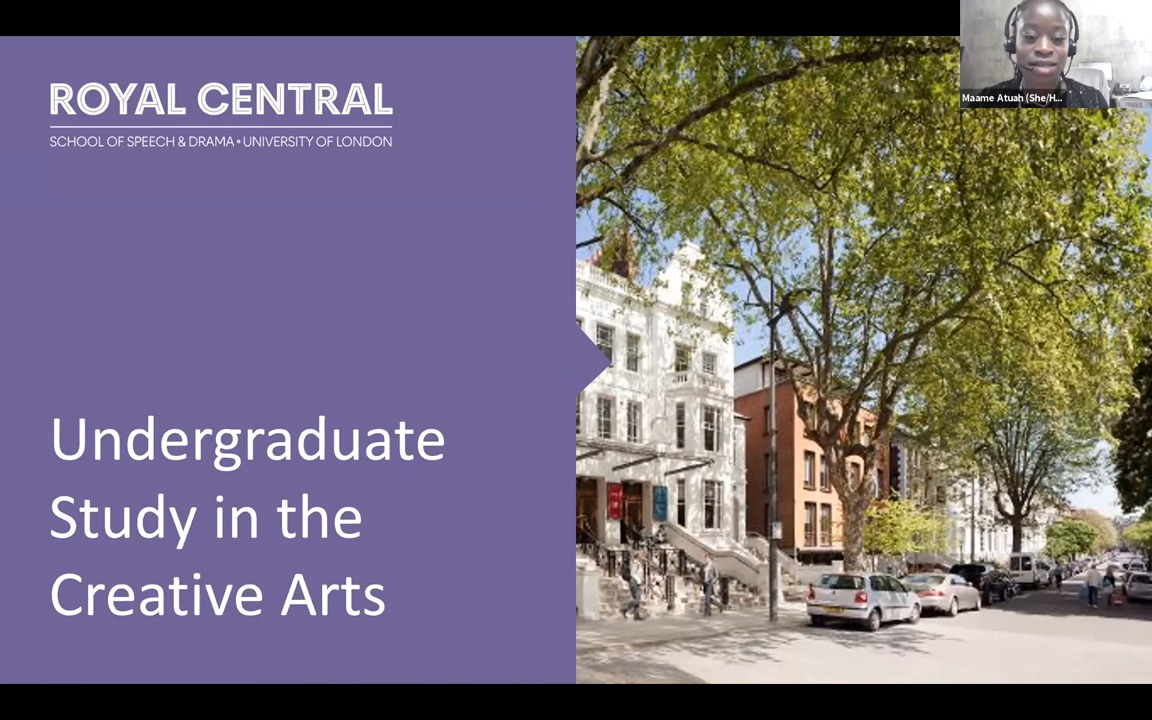 ROYAL CENTRAL
SCHOOL OF SPEECH & DRAMA • UNIVERSITY OF LONDON
Maame Atuah (She/H...
Undergraduate
Study in the
Creative Arts